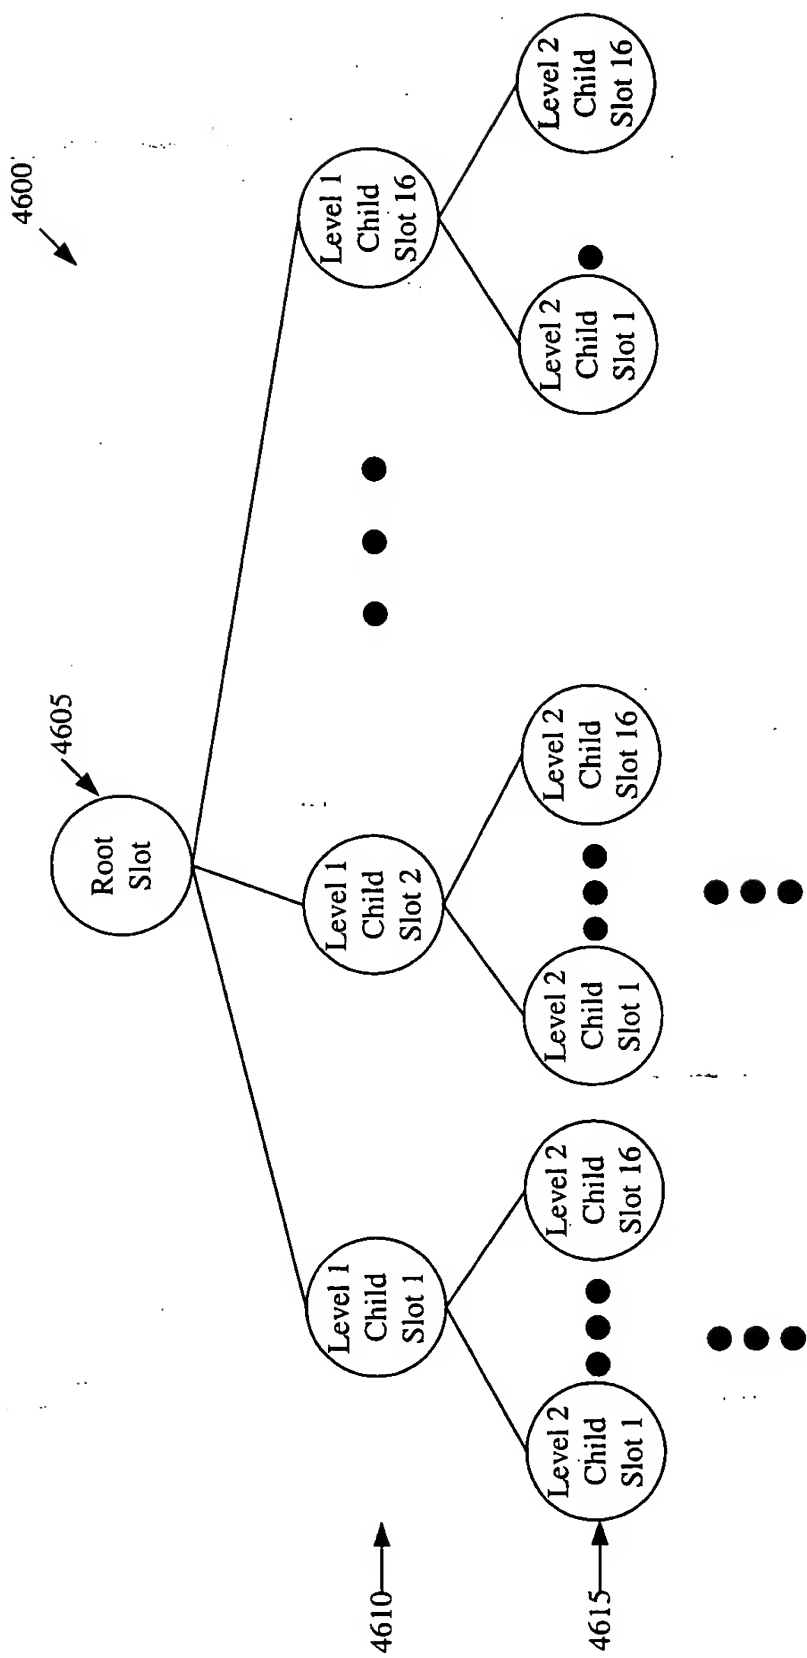 4600
4605
Root
Slot
4610
Level 1
Child
Slot 1
Level 1
Child
Slot 2
Level 1
Child
Slot 16
4615
Level 2
Child
Slot 1
Level 2
Child
Slot 16
Level 2
Child
Slot 1
Level 2
Child
Slot 16
Level 2
Child
Slot 1
Level 2
Child
Slot 16